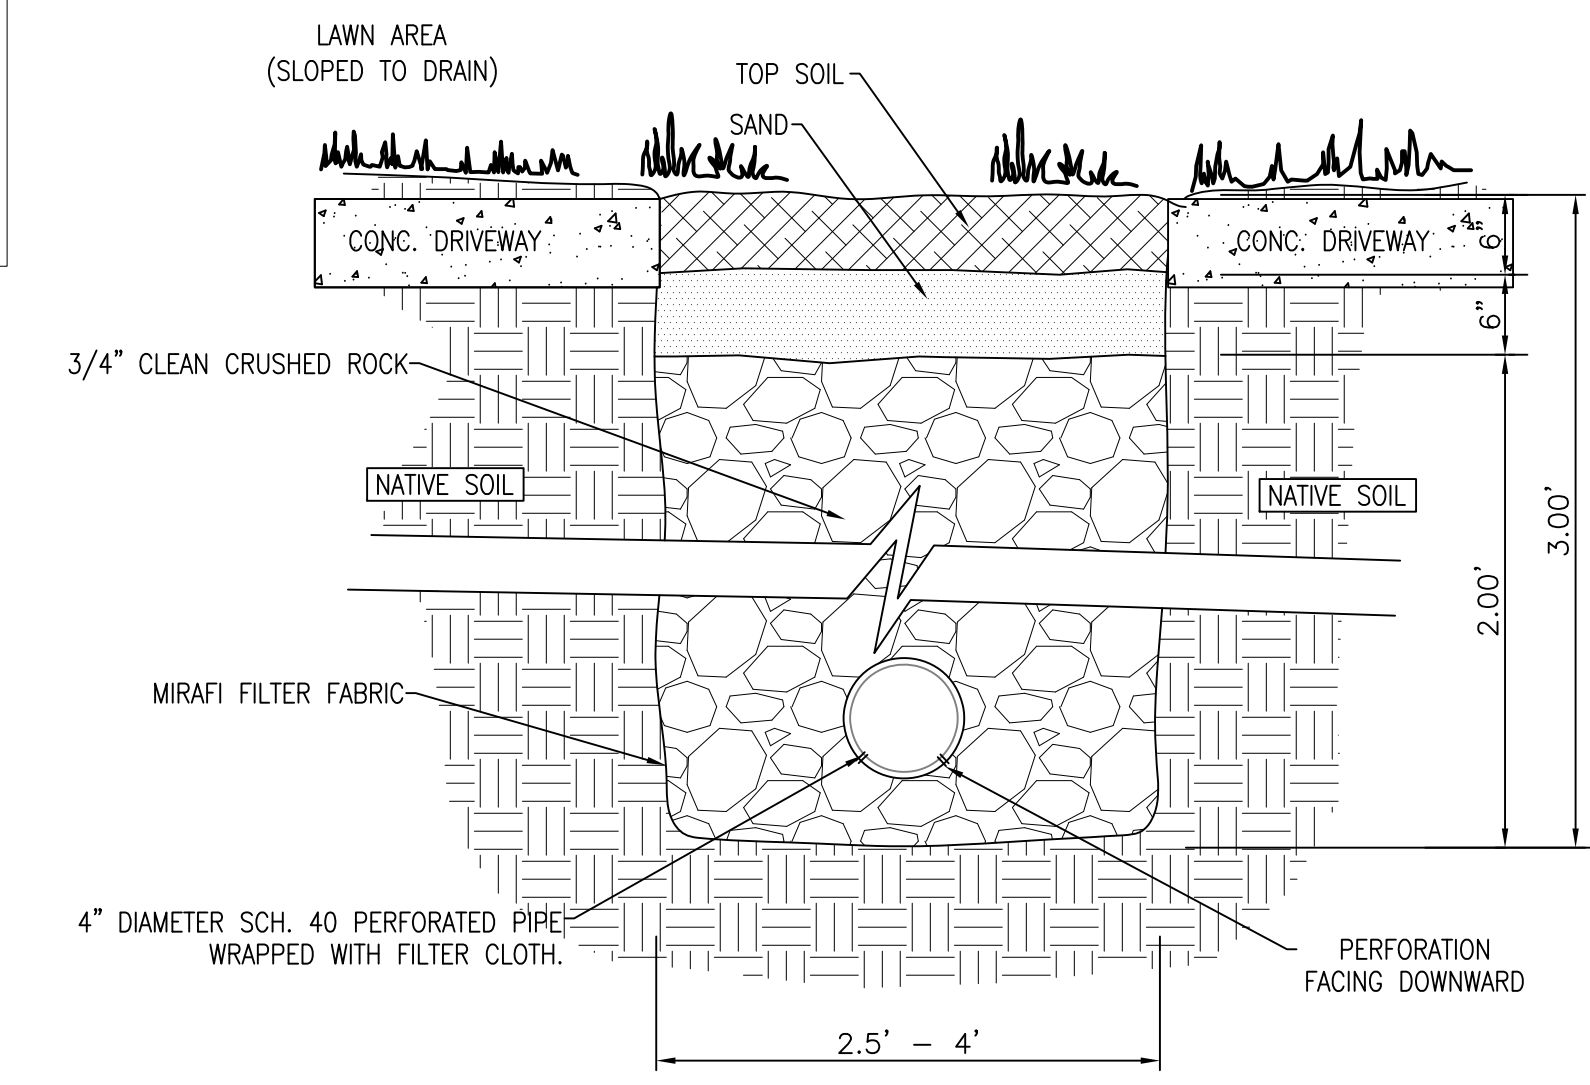 LAWN AREA
(SLOPED TO DRAIN)
TOP SOIL
SAND
CONC. DRIVEWAY
CONC. DRIVEWAY
6"
6"
3/4" CLEAN CRUSHED ROCK
NATIVE SOIL
NATIVE SOIL
3.00'
2.00'
MIRAFI FILTER FABRIC
4" DIAMETER SCH. 40 PERFORATED PIPE
WRAPPED WITH FILTER CLOTH.
PERFORATION
FACING DOWNWARD
2.5' - 4'